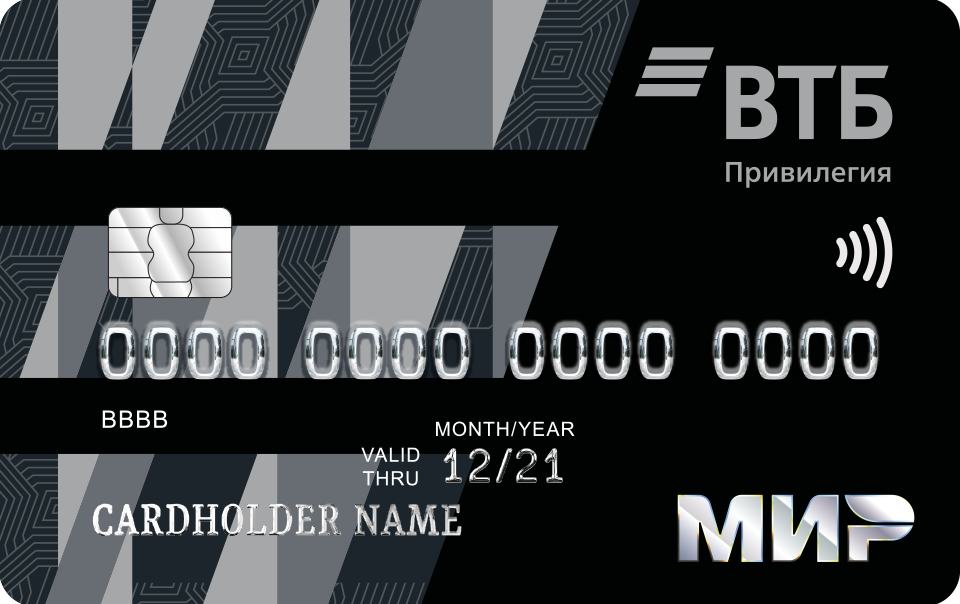 ВТБ
Привилегия
0000 0000 0000 0000
BBBB
MONTH/YEAR
VALID THRU 12/21
CARDHOLDER NAME
МИР